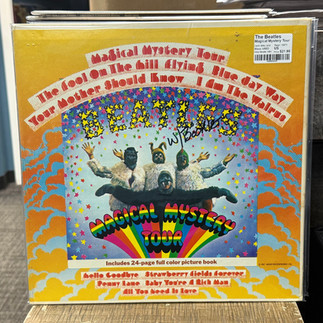 The Beatles
Magical Mystery Tour
Magical Mystery Tour
The Fool On The Hill Flying Blue Jay Way
Your Mother Should Know I Am The Walrus
BEATLES
MAGICAL MYSTERY
TOUR
Includes 24-page full color picture book
Hello Goodbye Strawberry Fields Forever
Penny Lane Baby You're A Rich Man
All You Need Is Love